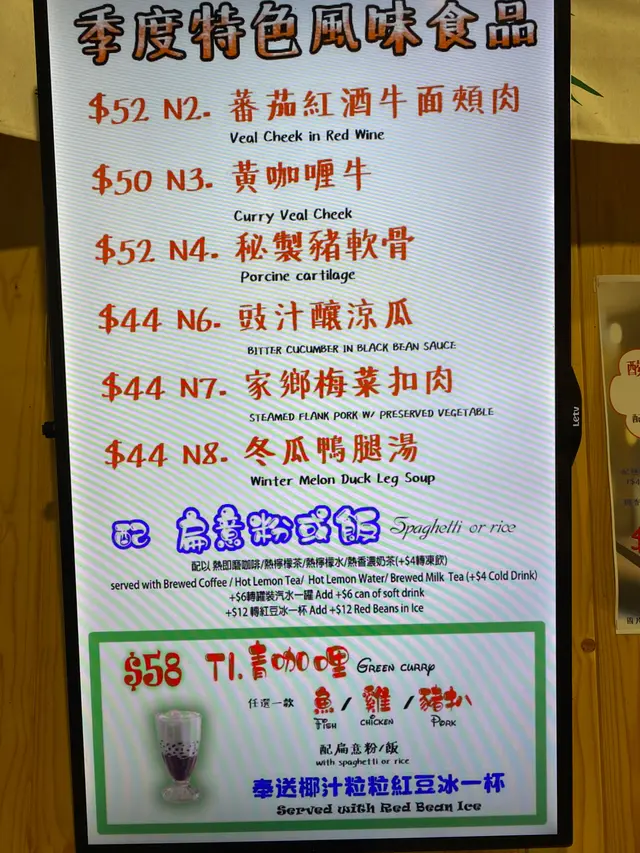 季度特色風味食品
$52 N2. 蕃茄紅酒牛面頰肉
Veal Cheek in Red Wine
$50 N3. 黃咖喱牛
Curry Veal Cheek
$52 N4. 秘製豬軟骨
Porcine cartilage
$44 N6. 豉汁釀涼瓜
BITTER CUCUMBER IN BLACK BEAN SAUCE
$44 N7. 家鄉梅菜扣肉
STEAMED FLANK PORK W/ PRESERVED VEGETABLE
$44 N8. 冬瓜鴨腿湯
Winter Melon Duck Leg Soup
配 扁意粉或飯 Spaghetti or rice
配以 熱即磨咖啡/熱檸檬茶/熱檸檬水/熱香濃奶茶(+$4轉凍飲)
served with Brewed Coffee / Hot Lemon Tea/ Hot Lemon Water/ Brewed Milk Tea (+$4 Cold Drink)
+$6轉罐裝汽水一罐 Add +$6 can of soft drink
+$12 轉紅豆冰一杯 Add +$12 Red Beans in Ice
$58 T1.青咖哩 GREEN CURRY
任選一款 魚 / 雞 / 豬扒
FISH CHICKEN PORK
配扁意粉/飯
with spaghetti or rice
奉送椰汁粒粒紅豆冰一杯
Served with Red Bean Ice
Letv